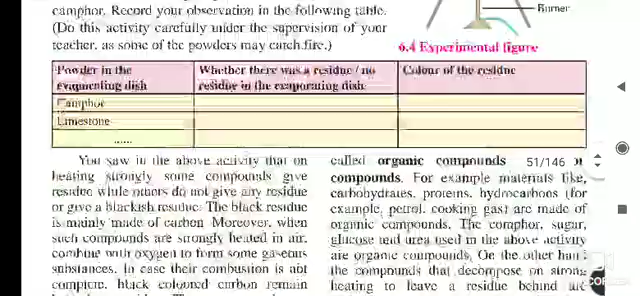 camphor. Record your observation in the following table.
(Do this activity carefully under the supervision of your
teacher, as some of the powders may catch fire.)
Burner
6.4 Experimental figure
Powder in the evaporating dish
Whether there was a residue / no residue in the evaporating dish
Colour of the residue
Camphor
Limestone
......
You saw in the above activity that on
heating strongly some compounds give
residue while others do not give any residue
or give a blackish residue. The black residue
is mainly made of carbon. Moreover, when
such compounds are strongly heated in air,
combine with oxygen to form some gaseous
substances. In case their combustion is not
complete, black coloured carbon remain
called organic compounds
compounds. For example materials like,
carbohydrates, proteins, hydrocarbons (for
example, petrol, cooking gas) are made of
organic compounds. The comphor, sugar,
glucose and urea used in the above activity
are organic compounds. On the other hand
the compounds that decompose on strong
heating to leave a residue behind are
51/146